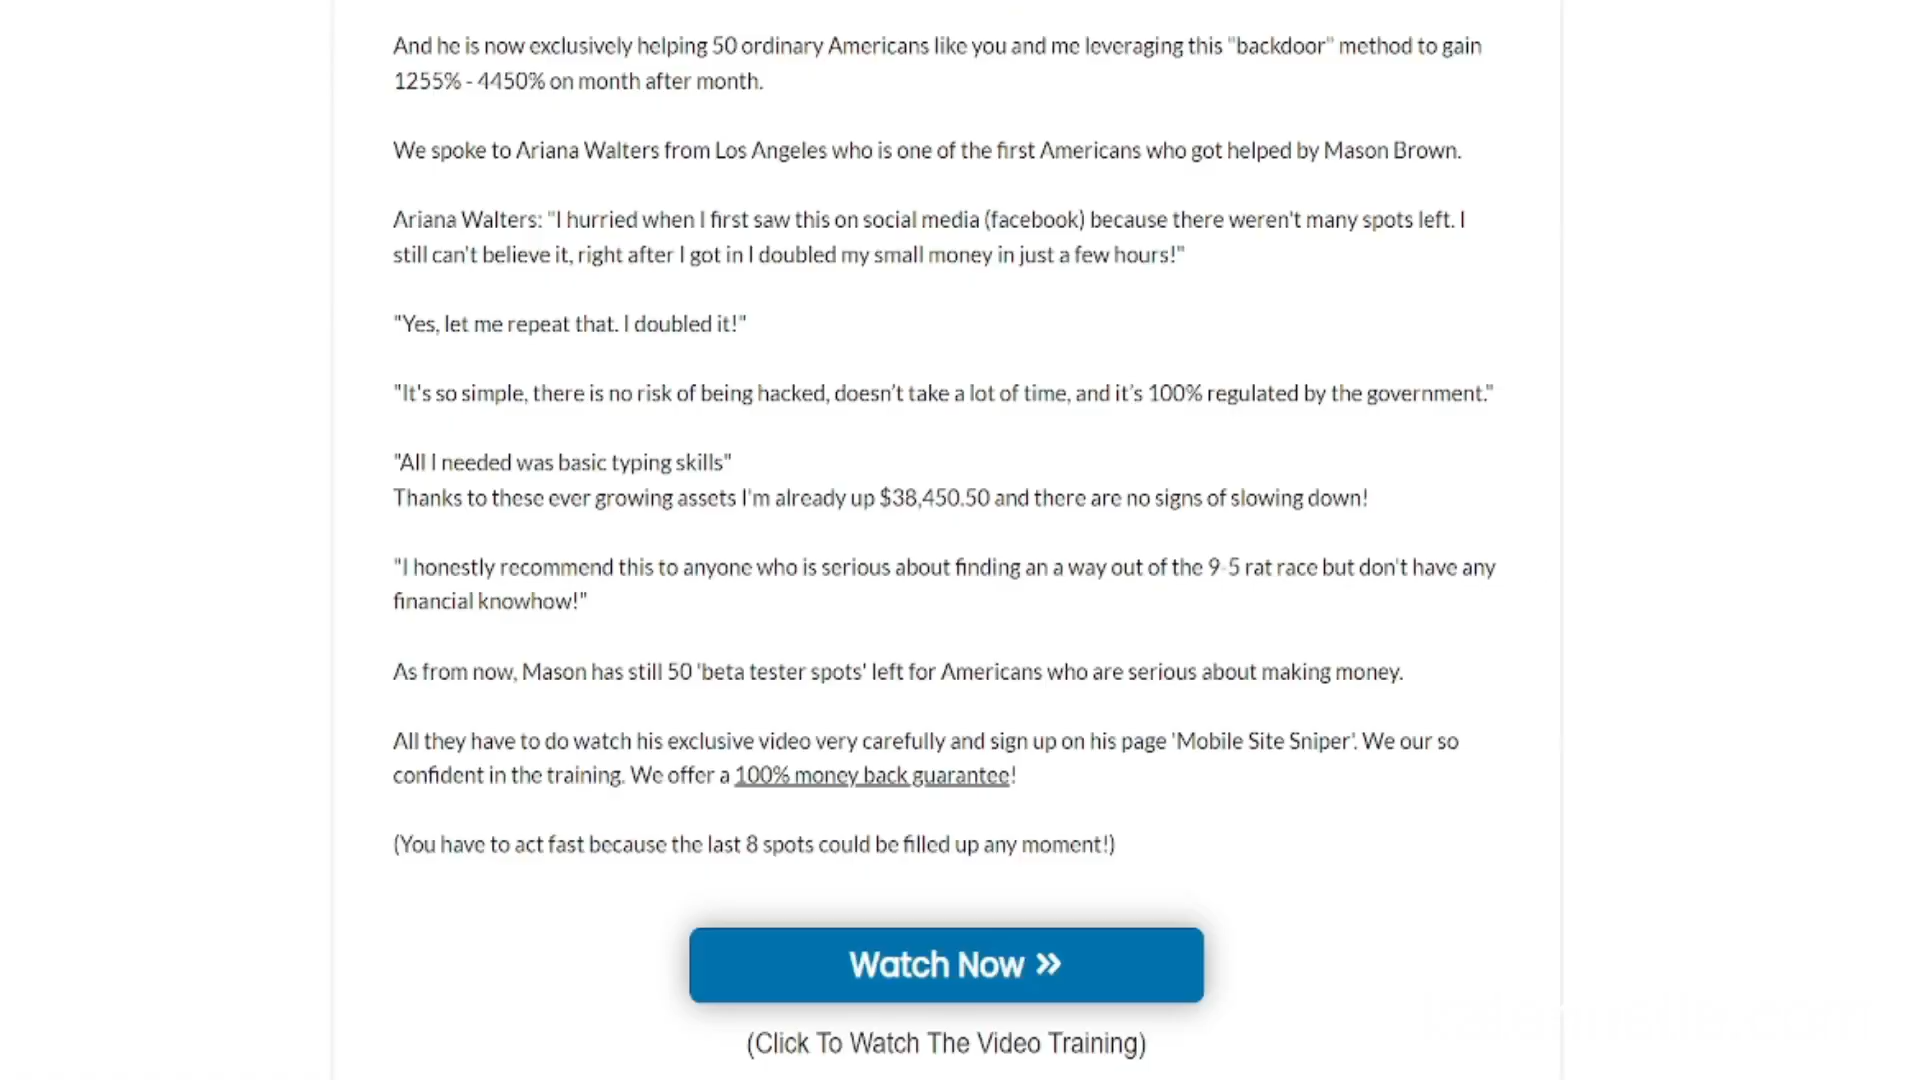 And he is now exclusively helping 50 ordinary Americans like you and me leveraging this "backdoor" method to gain
1255% - 4450% on month after month.
We spoke to Ariana Walters from Los Angeles who is one of the first Americans who got helped by Mason Brown.
Ariana Walters: "I hurried when I first saw this on social media (facebook) because there weren't many spots left. I
still can't believe it, right after I got in I doubled my small money in just a few hours!"
"Yes, let me repeat that. I doubled it!"
"It's so simple, there is no risk of being hacked, doesn’t take a lot of time, and it’s 100% regulated by the government."
"All I needed was basic typing skills"
Thanks to these ever growing assets I'm already up $38,450.50 and there are no signs of slowing down!
"I honestly recommend this to anyone who is serious about finding an a way out of the 9-5 rat race but don't have any
financial knowhow!"
As from now, Mason has still 50 'beta tester spots' left for Americans who are serious about making money.
All they have to do watch his exclusive video very carefully and sign up on his page 'Mobile Site Sniper'. We our so
confident in the training. We offer a 100% money back guarantee!
(You have to act fast because the last 8 spots could be filled up any moment!)
Watch Now »
(Click To Watch The Video Training)